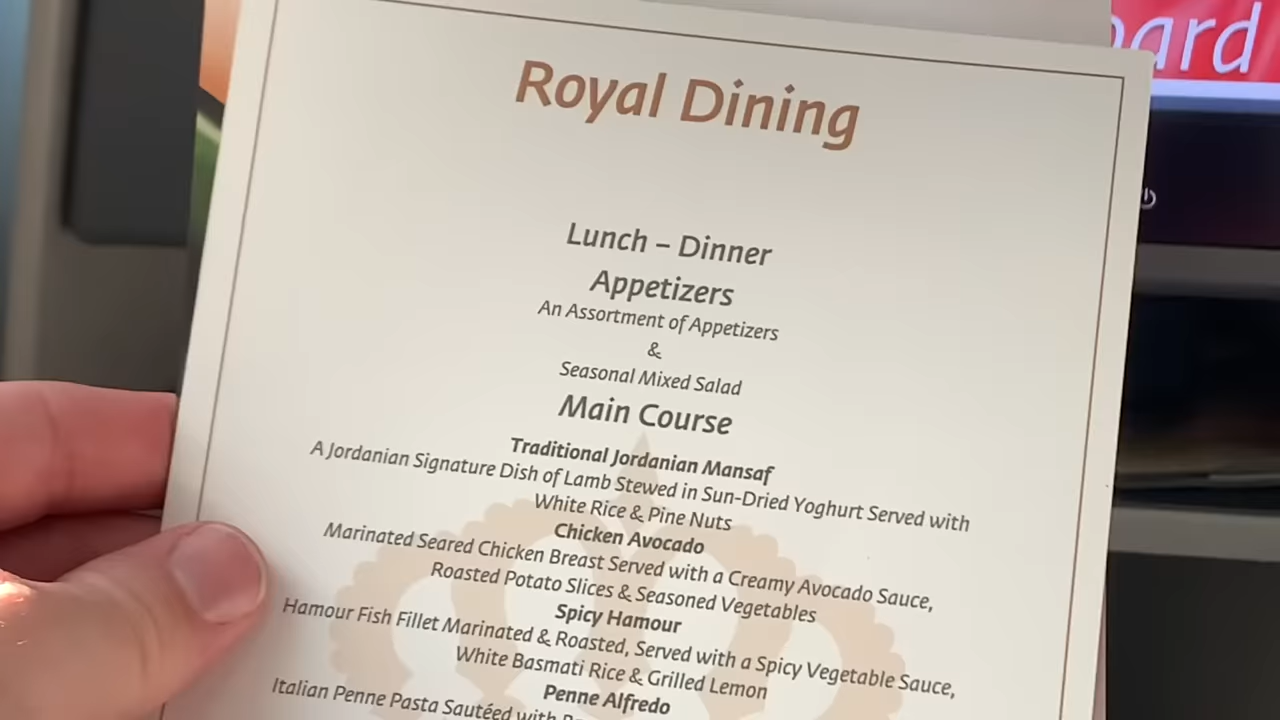 oard
Royal Dining
Lunch – Dinner
Appetizers
An Assortment of Appetizers
&
Seasonal Mixed Salad
Main Course
Traditional Jordanian Mansaf
A Jordanian Signature Dish of Lamb Stewed in Sun-Dried Yoghurt Served with
White Rice & Pine Nuts
Chicken Avocado
Marinated Seared Chicken Breast Served with a Creamy Avocado Sauce,
Roasted Potato Slices & Seasoned Vegetables
Spicy Hamour
Hamour Fish Fillet Marinated & Roasted, Served with a Spicy Vegetable Sauce,
White Basmati Rice & Grilled Lemon
Penne Alfredo
Italian Penne Pasta Sautéed with